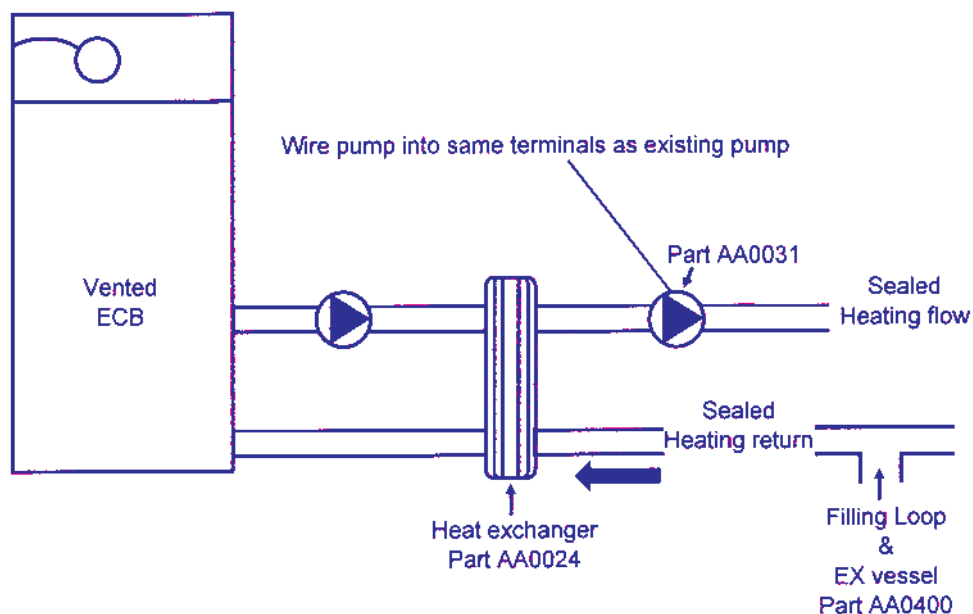 Wire pump into same terminals as existing pump
Part AA0031
Vented
ECB
Sealed
Heating flow
Sealed
Heating return
Heat exchanger
Part AA0024
Filling Loop
&
EX vessel
Part AA0400